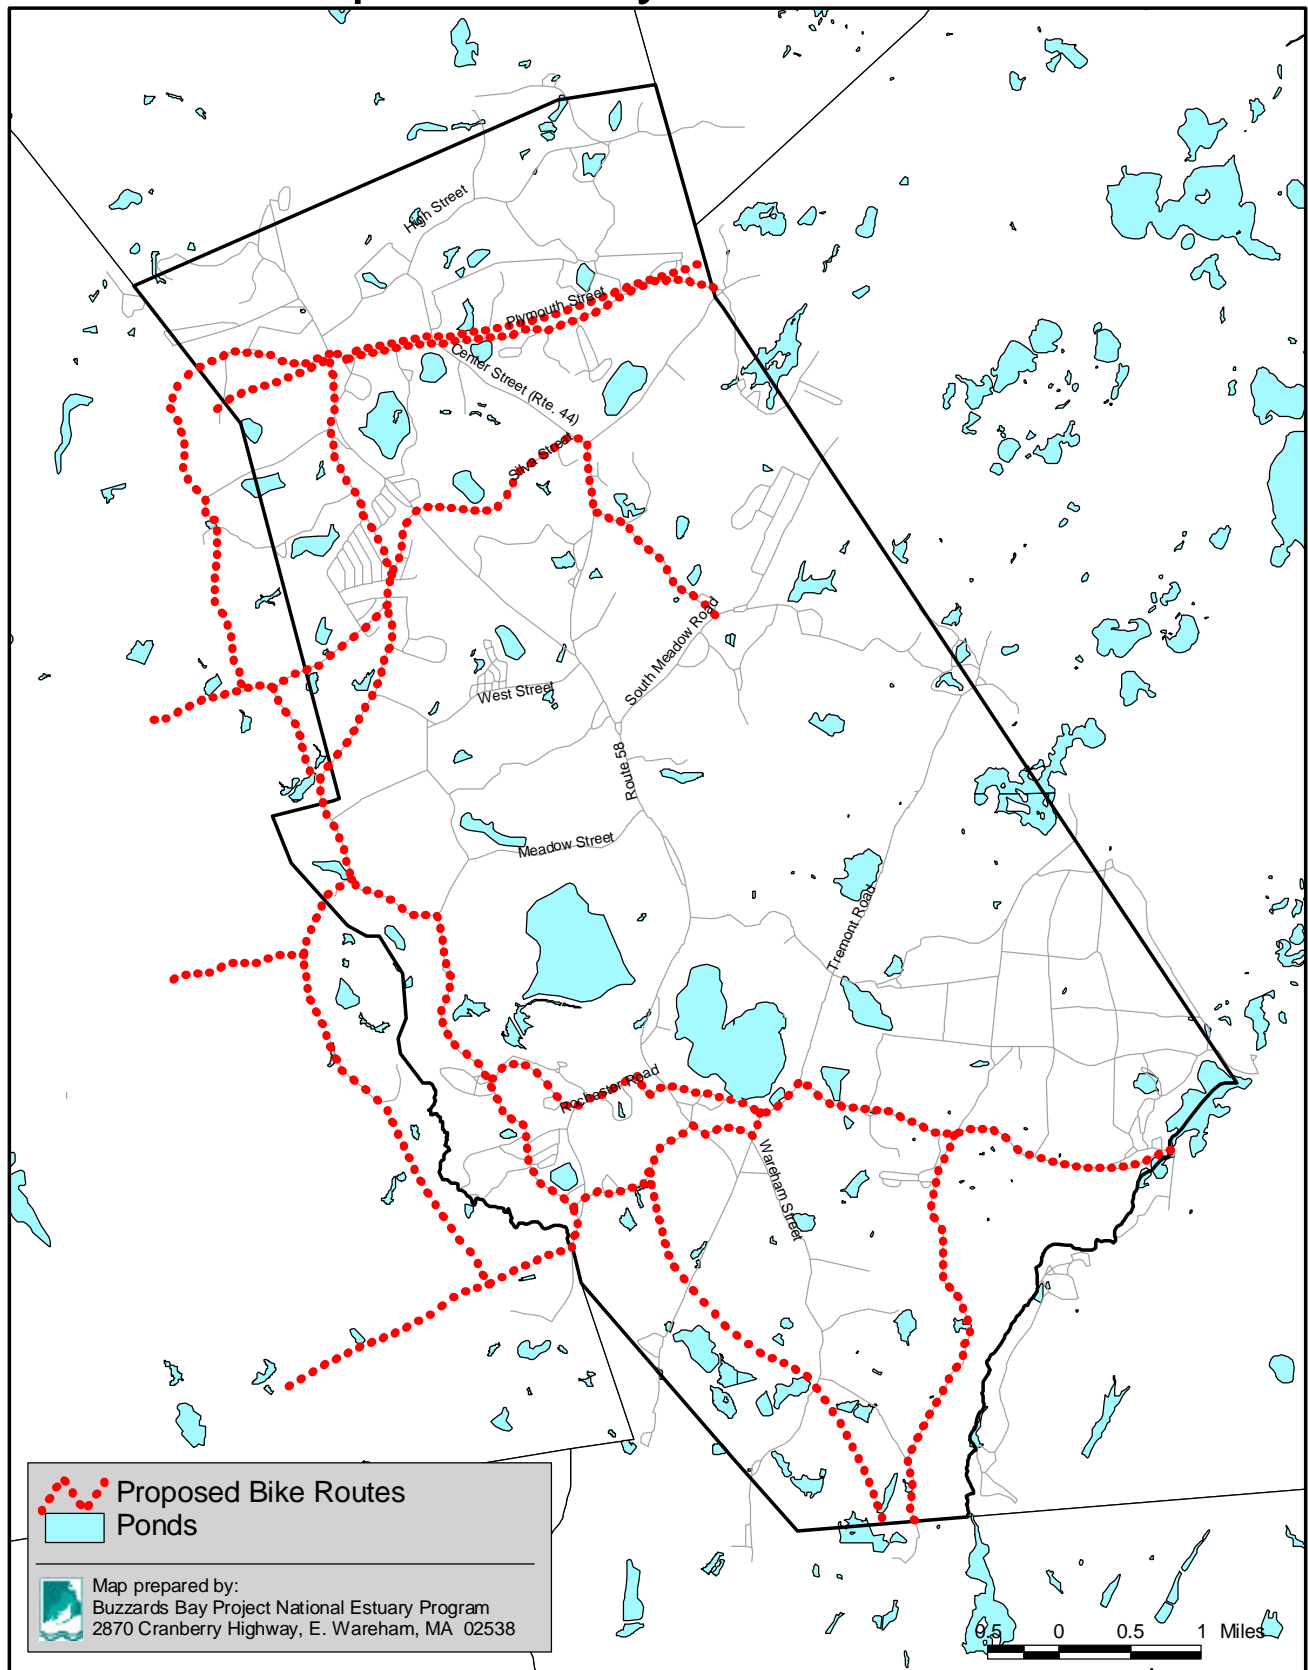 High Street
Plymouth Street
Center Street (Rte. 44)
Silva Street
South Meadow Road
West Street
Route 58
Meadow Street
Tremont Road
Rochester Road
Wareham Street
Proposed Bike Routes
Ponds
Map prepared by:
Buzzards Bay Project National Estuary Program
2870 Cranberry Highway, E. Wareham, MA 02538
0.5 0 0.5 1 Miles